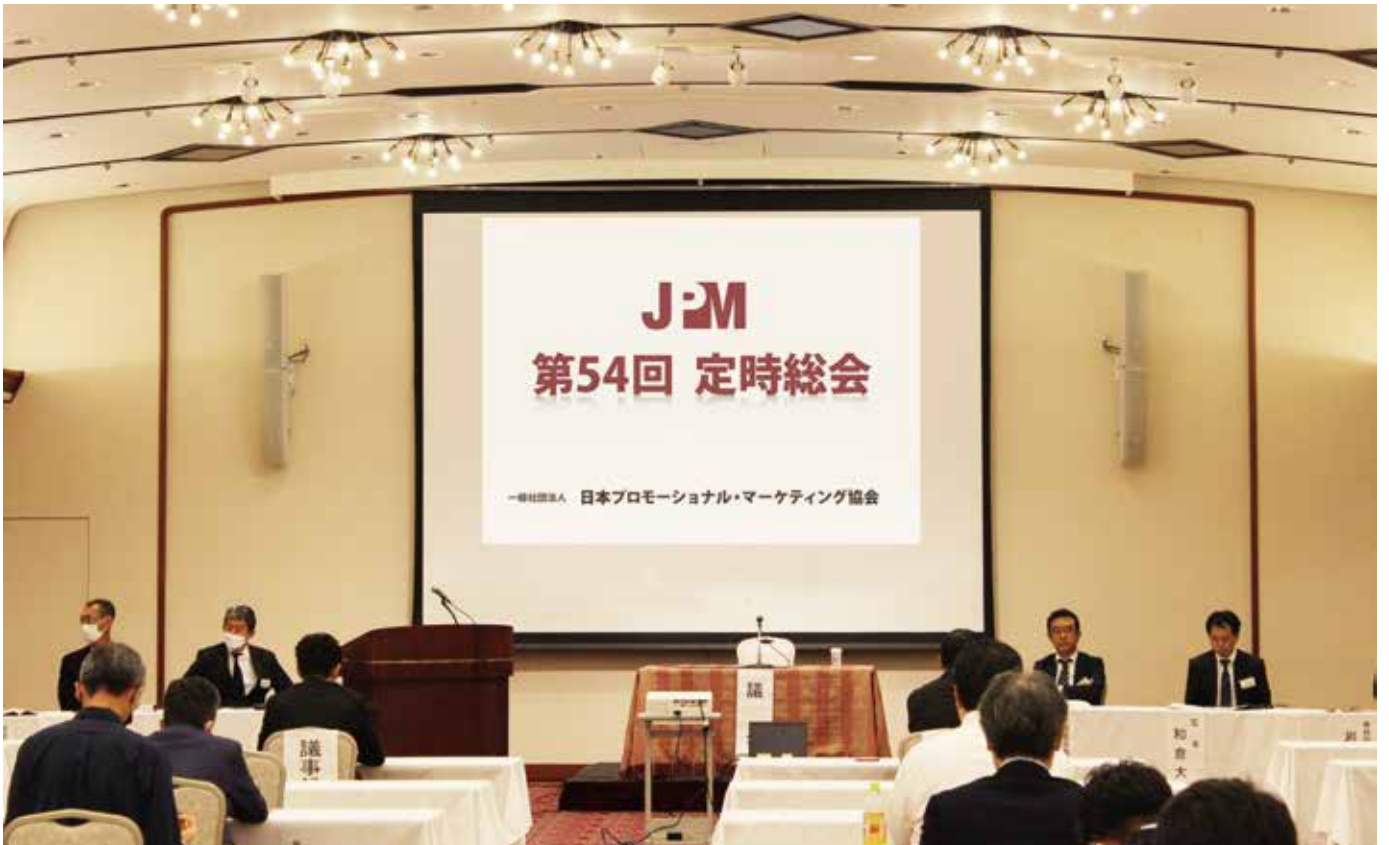 JPM
第54回 定時総会
一般社団法人 日本プロモーショナル・マーケティング協会
議
議事
和倉大